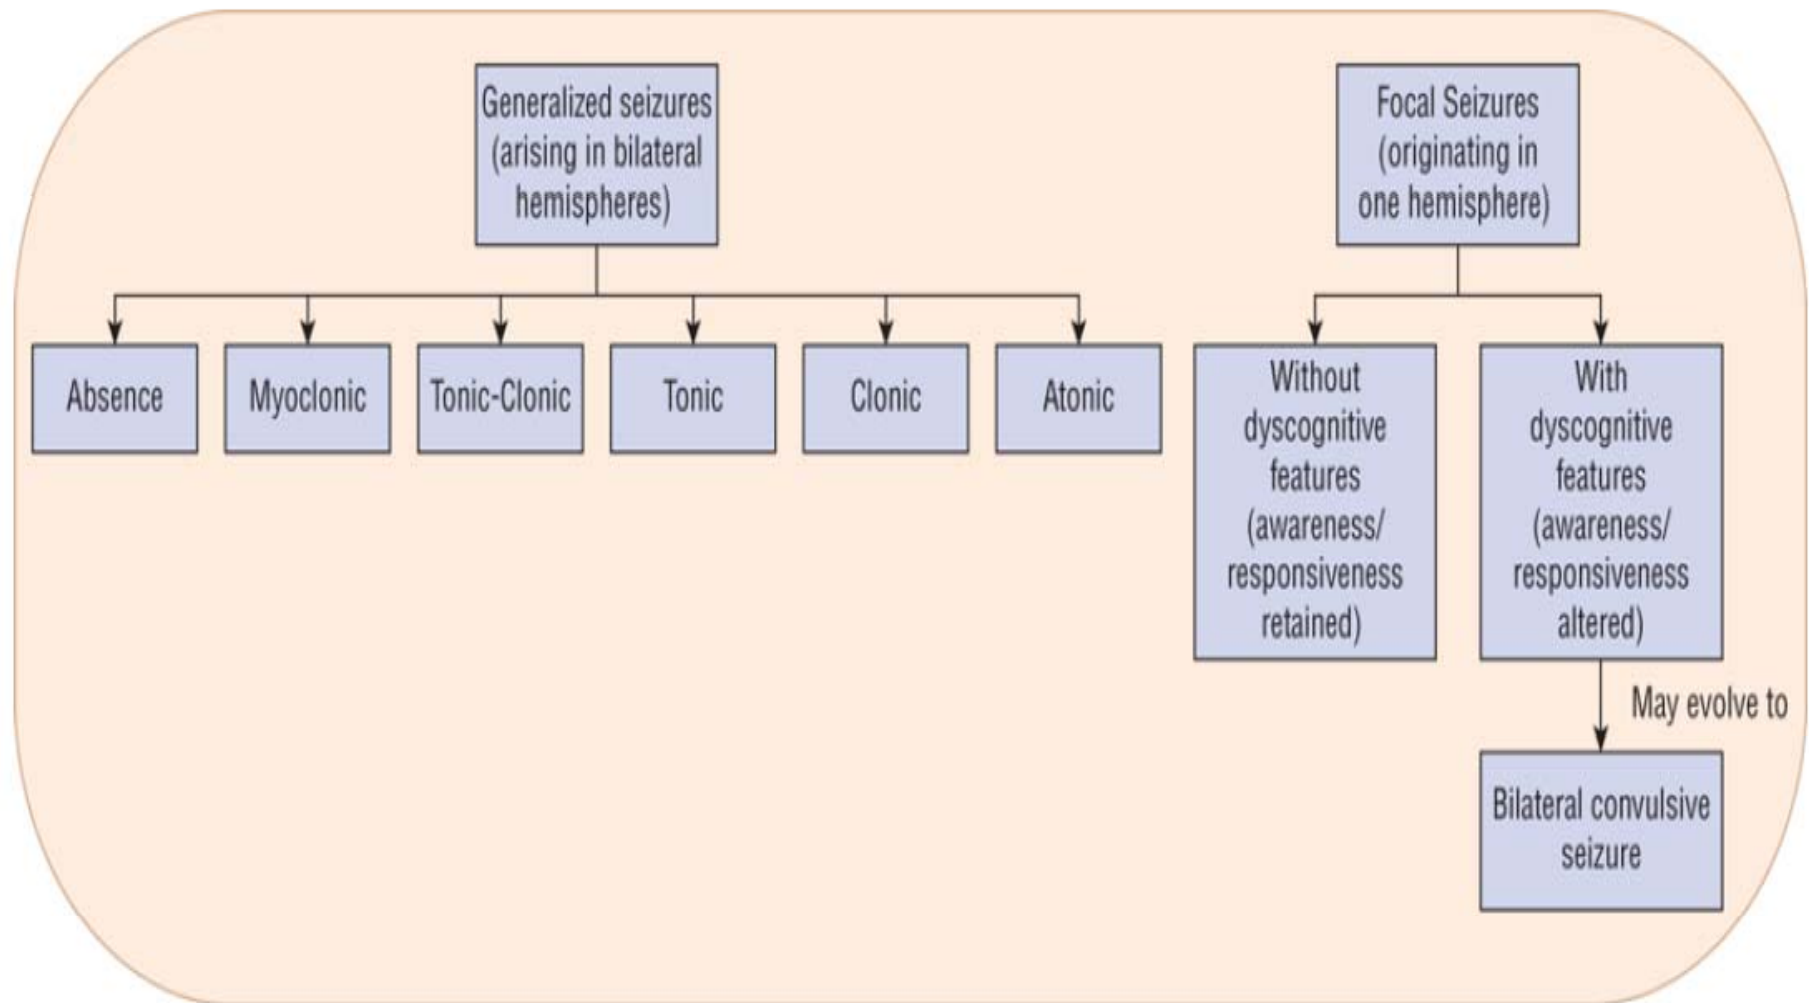 Generalized seizures
(arising in bilateral
hemispheres)
Focal Seizures
(originating in
one hemisphere)
Absence
Myoclonic
Tonic-Clonic
Tonic
Clonic
Atonic
Without
dyscognitive
features
(awareness/
responsiveness
retained)
With
dyscognitive
features
(awareness/
responsiveness
altered)
May evolve to
Bilateral convulsive
seizure